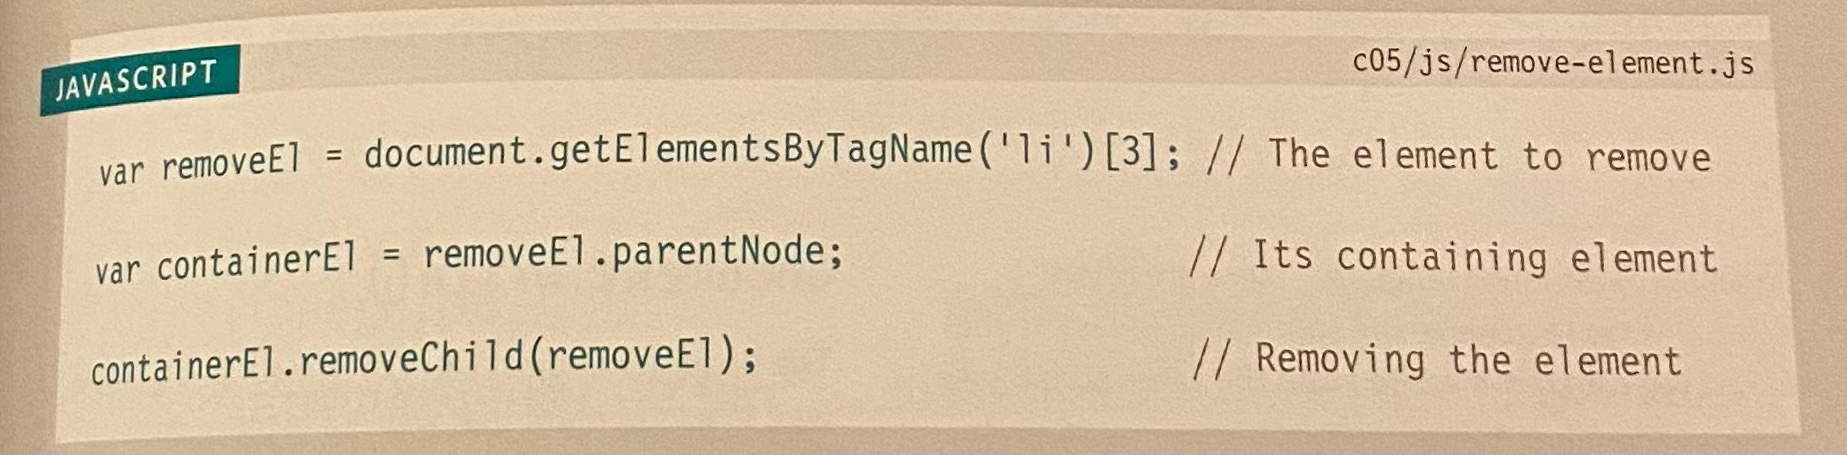 JAVASCRIPT
c05/js/remove-element.js
var removeEl = document.getElementsByTagName('li')[3]; // The element to remove
var containerEl = removeEl.parentNode; // Its containing element
containerEl.removeChild(removeEl); // Removing the element